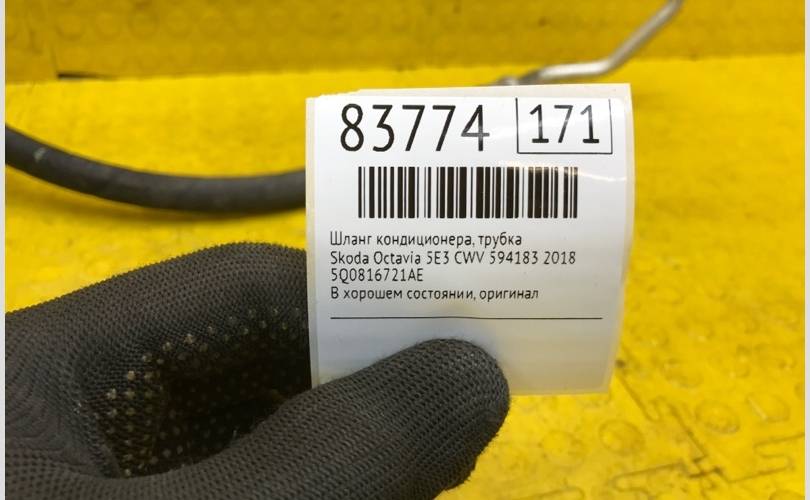 83774 171
Шланг кондиционера, трубка
Skoda Octavia 5E3 CWV 594183 2018
5Q0816721AE
В хорошем состоянии, оригинал